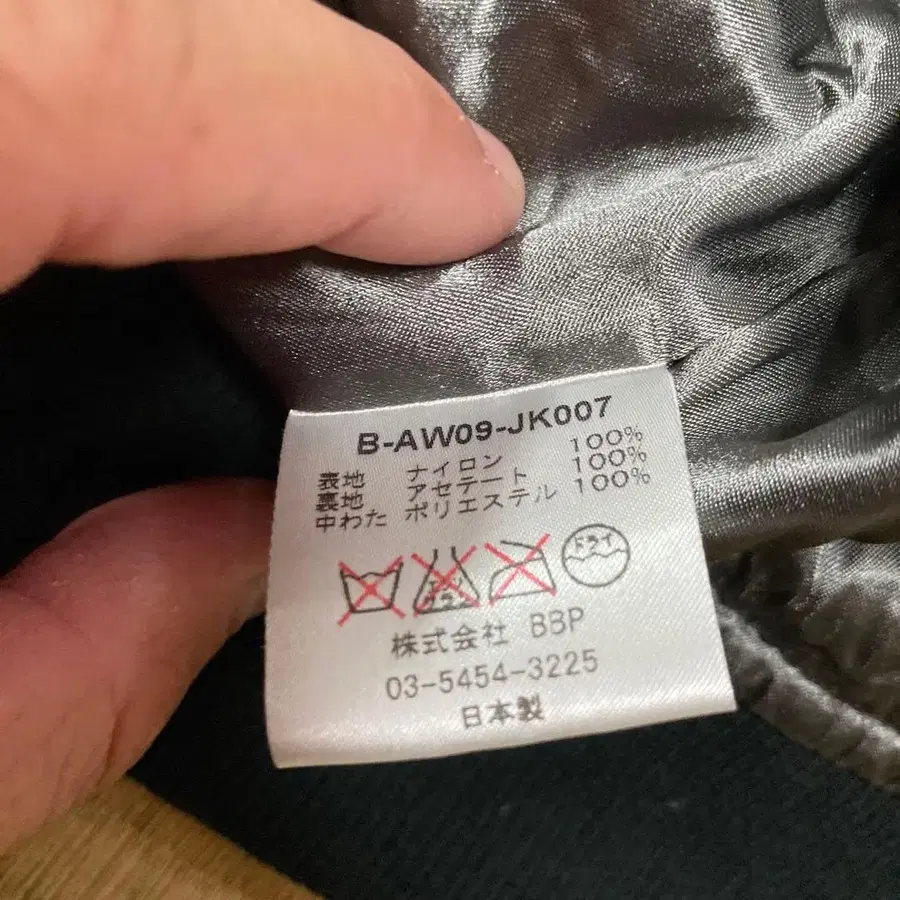 B-AW09-JK007
表地 ナイロン 100%
裏地 アセテート 100%
中わた ポリエステル 100%
ドライ
株式会社 BBP
03-5454-3225
日本製